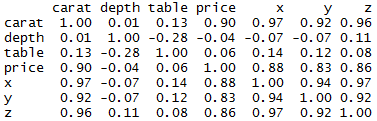 carat depth table price x y z
carat 1.00 0.01 0.13 0.90 0.97 0.92 0.96
depth 0.01 1.00 -0.28 -0.04 -0.07 -0.07 0.11
table 0.13 -0.28 1.00 0.06 0.14 0.12 0.08
price 0.90 -0.04 0.06 1.00 0.88 0.83 0.86
x 0.97 -0.07 0.14 0.88 1.00 0.94 0.97
y 0.92 -0.07 0.12 0.83 0.94 1.00 0.92
z 0.96 0.11 0.08 0.86 0.97 0.92 1.00